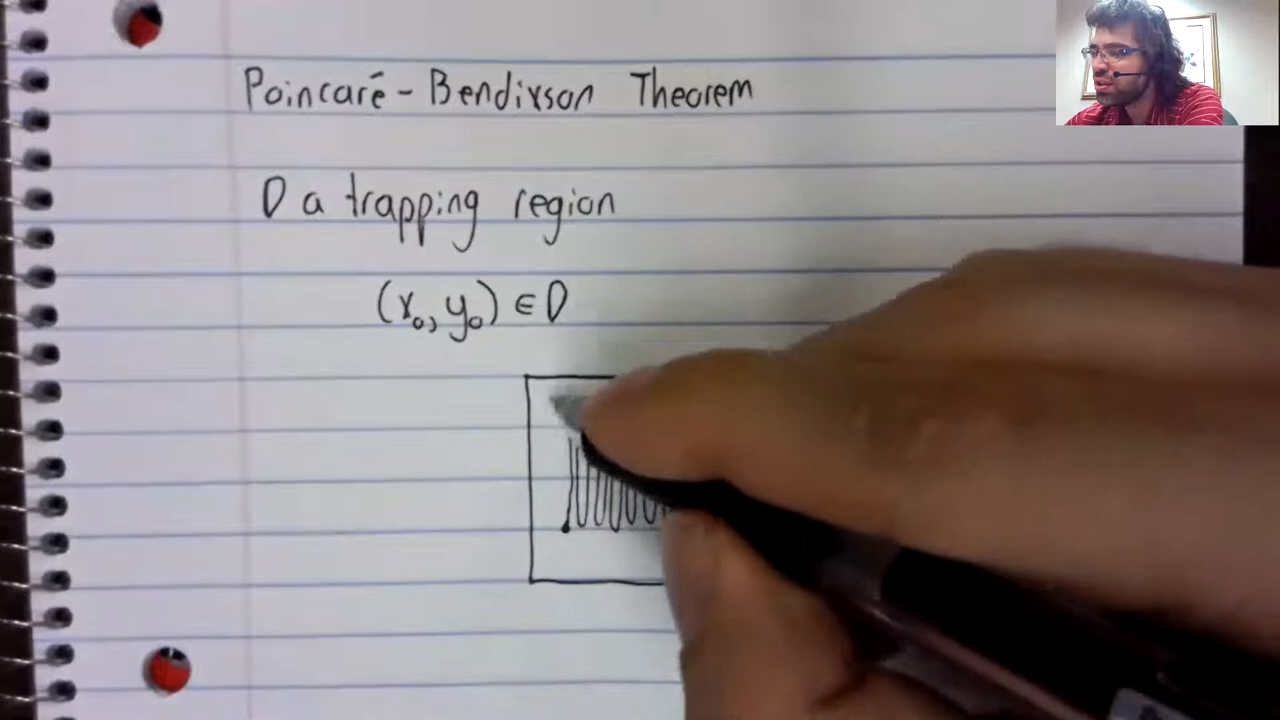 Poincaré - Bendixson Theorem
D a trapping region
(x₀, y₀) ∈ D